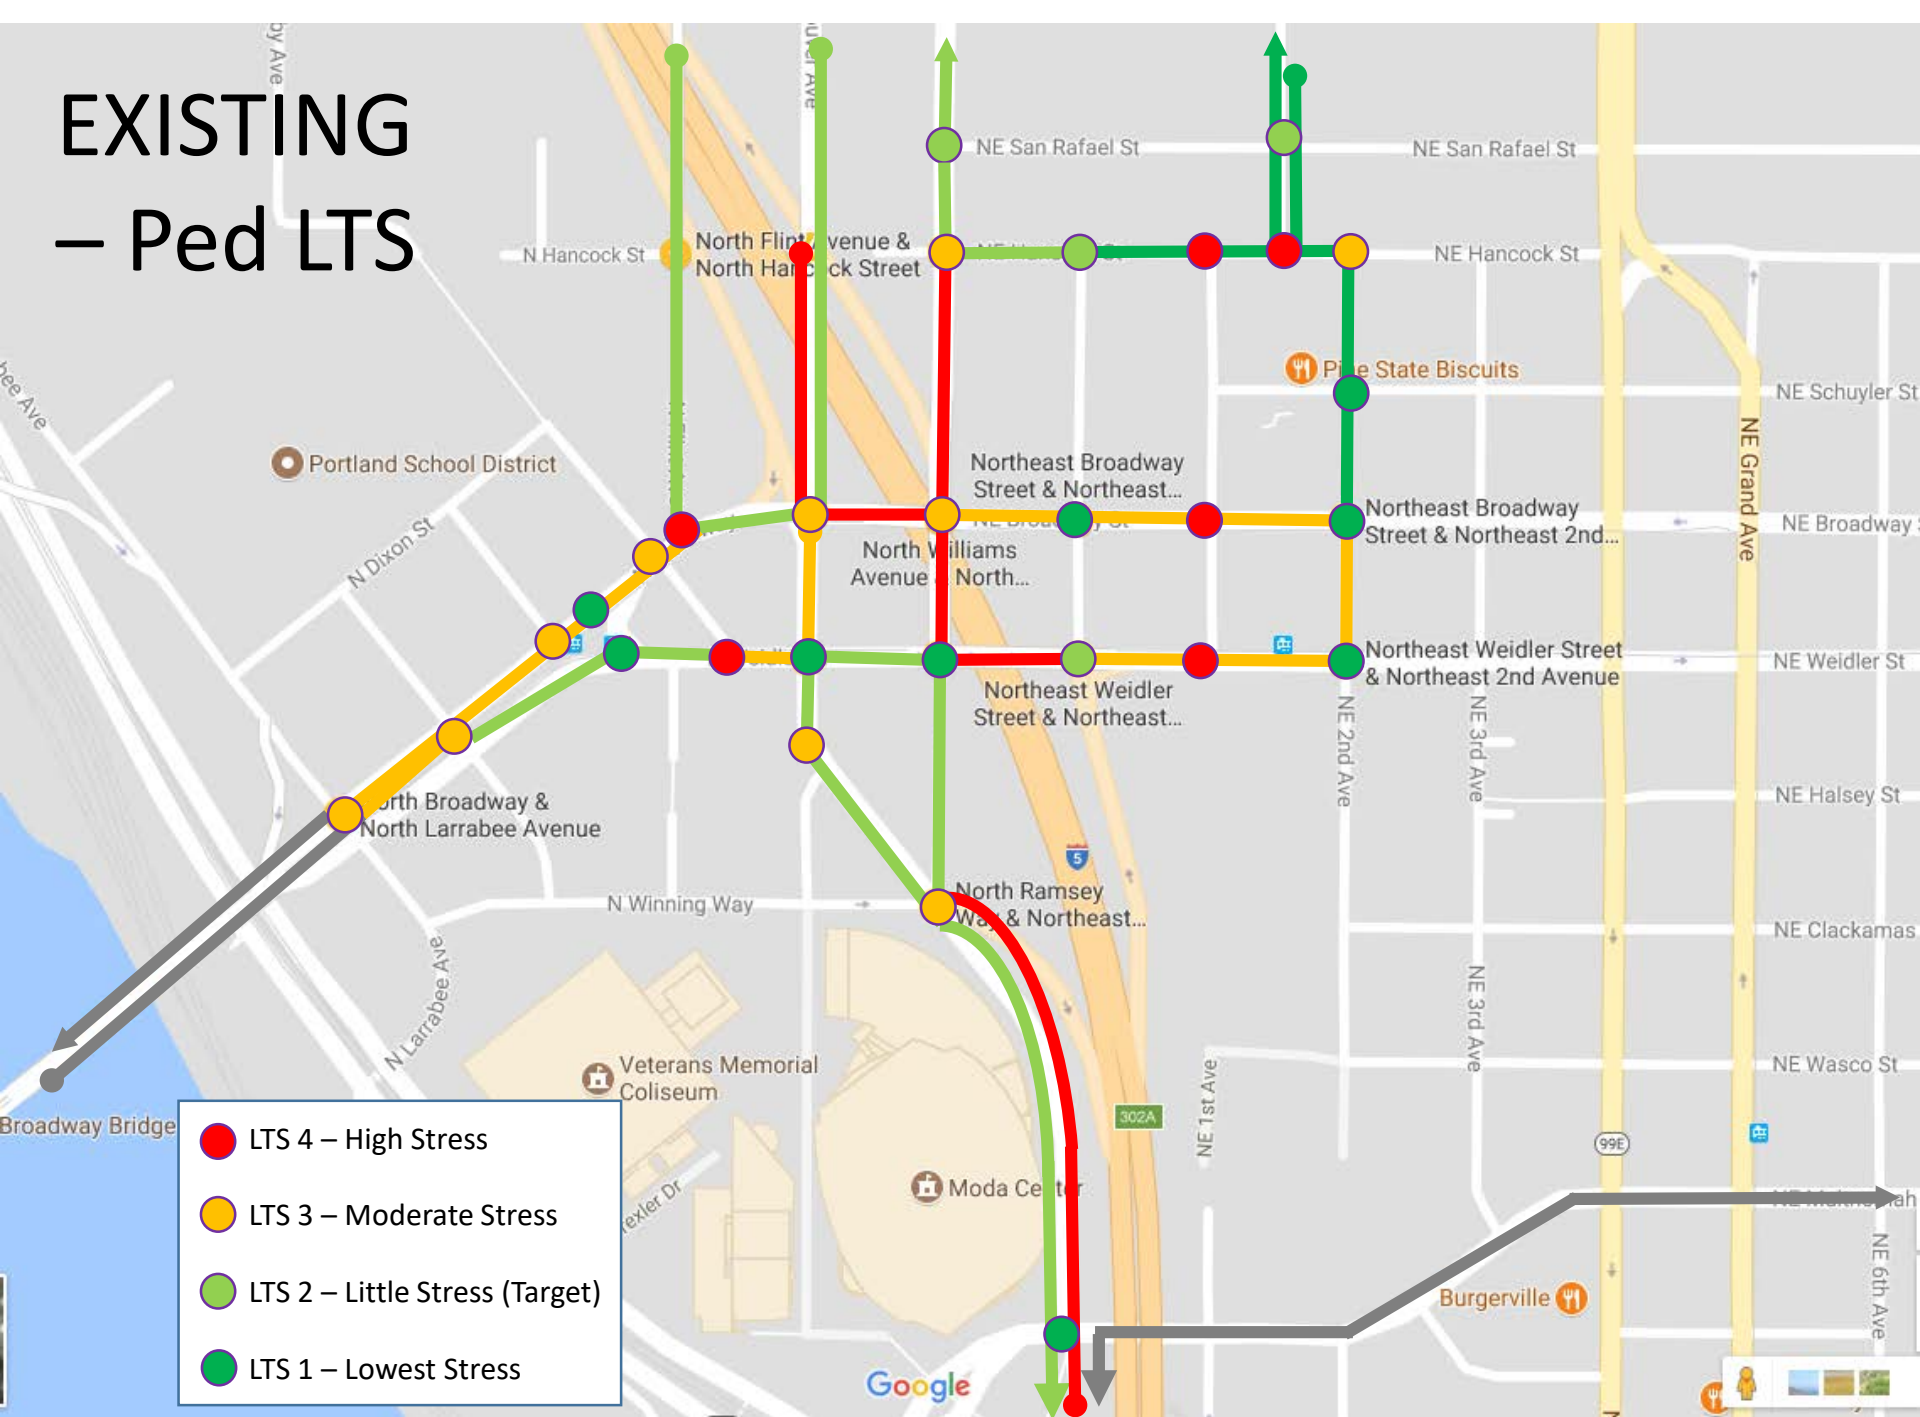 EXISTING
– Ped LTS
NE San Rafael St
NE San Rafael St
N Hancock St
North Flint Avenue &
North Hancock Street
NE Hancock St
Pine State Biscuits
NE Schuyler St
NE Grand Ave
Portland School District
Northeast Broadway
Street & Northeast...
Northeast Broadway
Street & Northeast 2nd...
NE Broadway
N Dixon St
North Williams
Avenue & North...
Northeast Weidler Street
& Northeast 2nd Avenue
NE Weidler St
Northeast Weidler
Street & Northeast...
NE 2nd Ave
NE 3rd Ave
NE Halsey St
North Broadway &
North Larrabee Avenue
5
N Winning Way
North Ramsey
Way & Northeast...
NE Clackamas
N Larrabee Ave
NE 3rd Ave
Veterans Memorial
Coliseum
NE Wasco St
NE 1st Ave
302A
99E
Broadway Bridge
Moda Center
NE 6th Ave
Burgerville
Google
LTS 4 – High Stress
LTS 3 – Moderate Stress
LTS 2 – Little Stress (Target)
LTS 1 – Lowest Stress